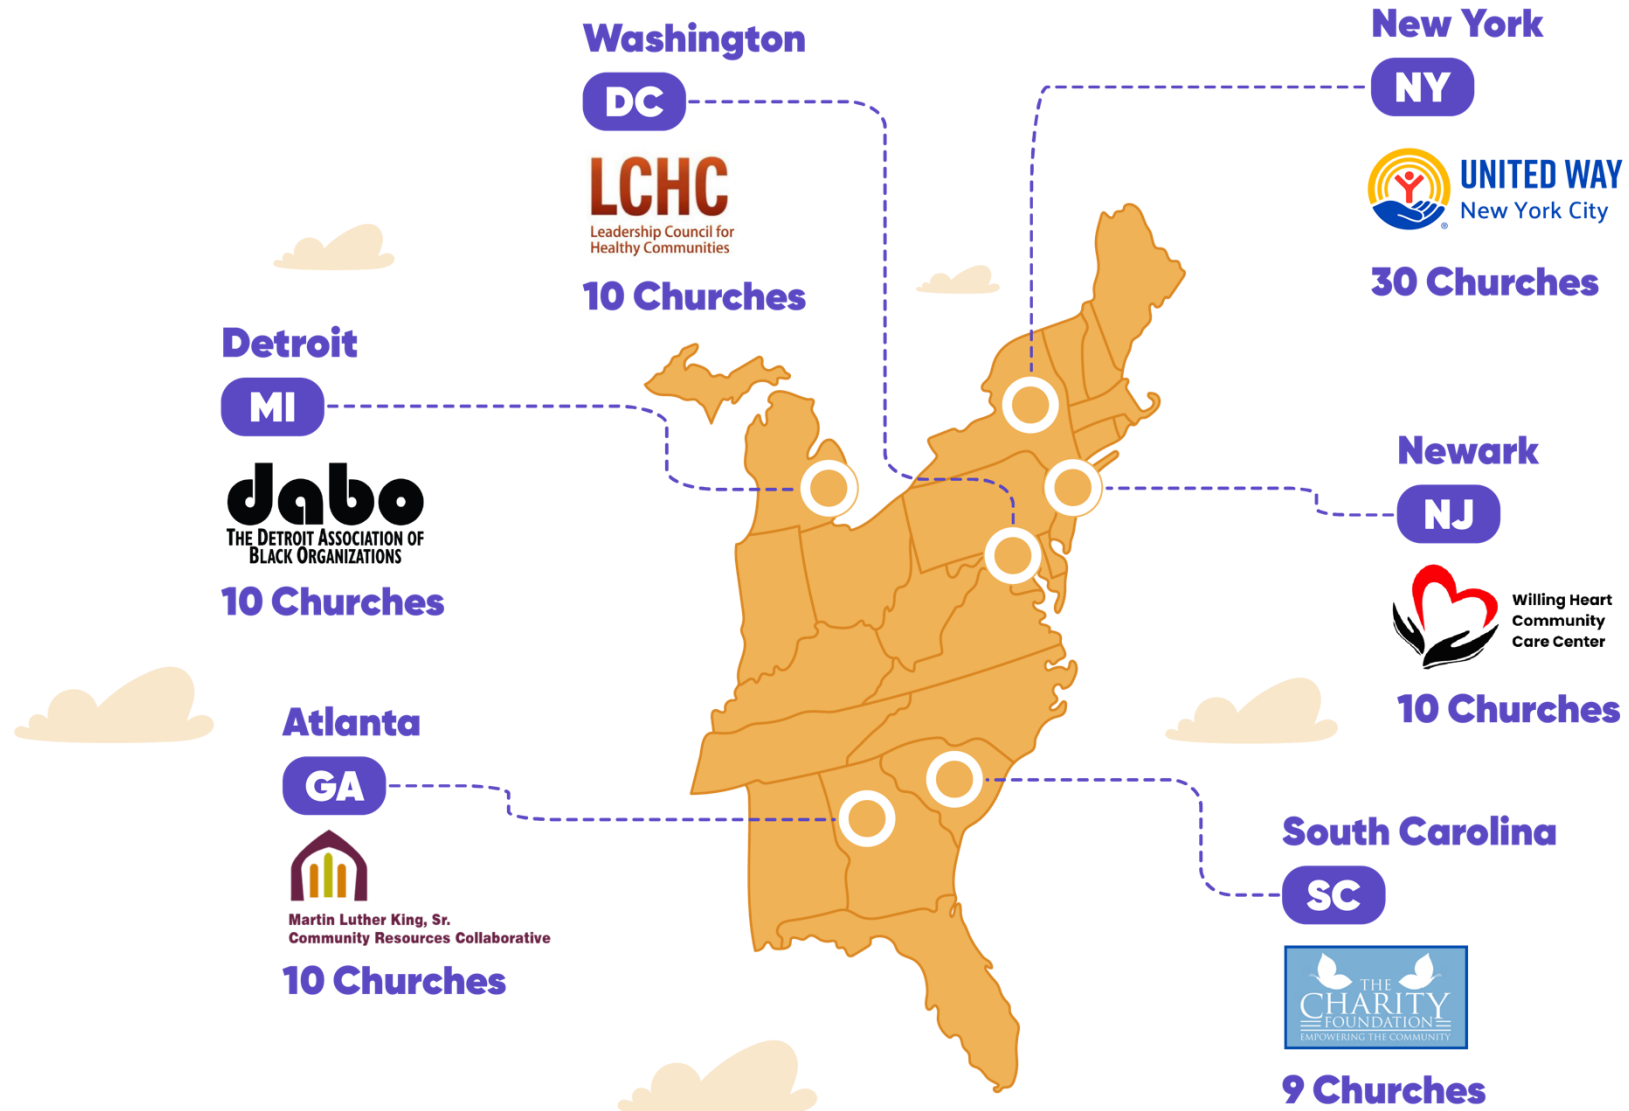 Washington
DC
LCHC
Leadership Council for
Healthy Communities
10 Churches
New York
NY
UNITED WAY
New York City
®
30 Churches
Detroit
MI
dabo
THE DETROIT ASSOCIATION OF
BLACK ORGANIZATIONS
10 Churches
Newark
NJ
Willing Heart
Community
Care Center
10 Churches
Atlanta
GA
Martin Luther King, Sr.
Community Resources Collaborative
10 Churches
South Carolina
SC
THE
CHARITY
FOUNDATION
EMPOWERING THE COMMUNITY
9 Churches